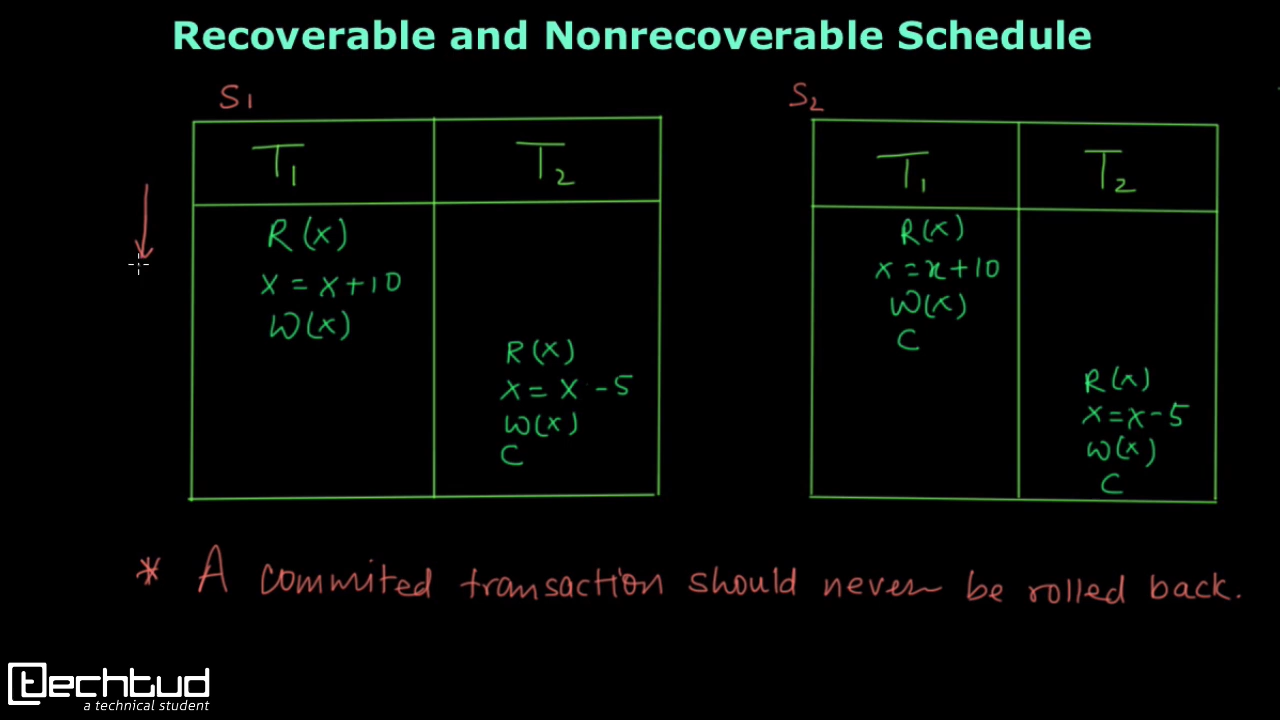 Recoverable and Nonrecoverable Schedule
S1
T1 T2
R(x)
x = x+10
W(x)
R(x)
x = x - 5
W(x)
C
S2
T1 T2
R(x)
x = x+10
W(x)
C
R(x)
x = x - 5
W(x)
C
* A commited transaction should never be rolled back.
techtud
a technical student